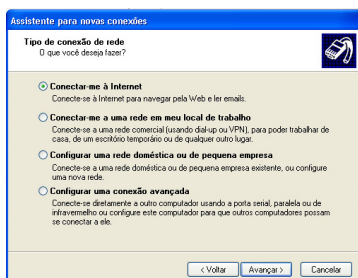 Assistente para novas conexões
Tipo de conexão de rede
O que você deseja fazer?
Conectar-me à Internet
Conecte-se à Internet para navegar pela Web e ler emails.
Conectar-me a uma rede em meu local de trabalho
Conecte-se a uma rede comercial (usando dial-up ou VPN), para poder trabalhar de
casa, de um escritório temporário ou de qualquer outro lugar.
Configurar uma rede doméstica ou de pequena empresa
Conecte-se a uma rede doméstica ou de pequena empresa existente, ou configure
uma nova rede.
Configurar uma conexão avançada
Conecte-se diretamente a outro computador usando a porta serial, paralela ou de
infravermelho ou configure este computador para que outros computadores possam
se conectar a ele.
< Voltar
Avançar >
Cancelar